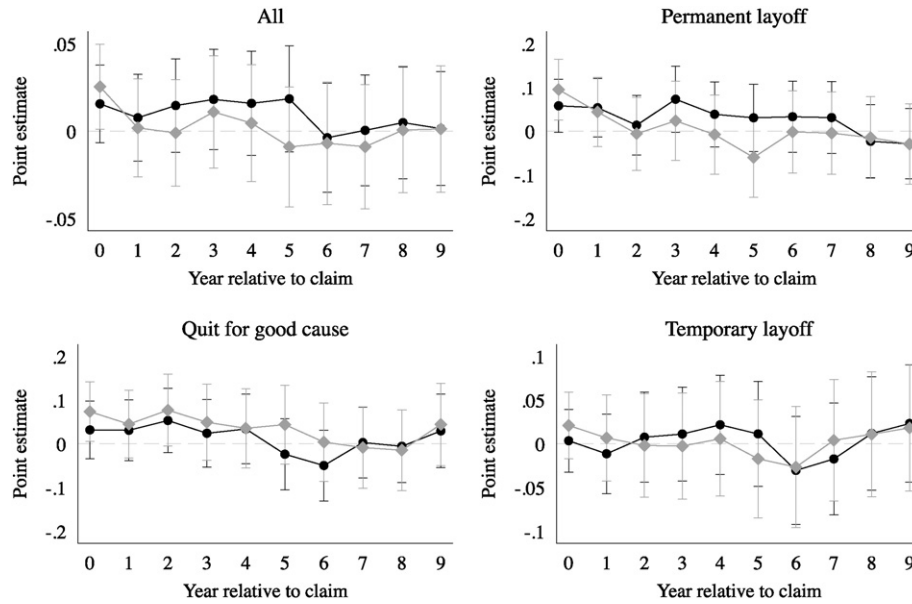 All
Permanent layoff
Point estimate
.05
0
-.05
0 1 2 3 4 5 6 7 8 9
Year relative to claim
Point estimate
.2
.1
0
-.1
-.2
0 1 2 3 4 5 6 7 8 9
Year relative to claim
Quit for good cause
Temporary layoff
Point estimate
.2
.1
0
-.1
-.2
0 1 2 3 4 5 6 7 8 9
Year relative to claim
Point estimate
.1
.05
0
-.05
-.1
0 1 2 3 4 5 6 7 8 9
Year relative to claim